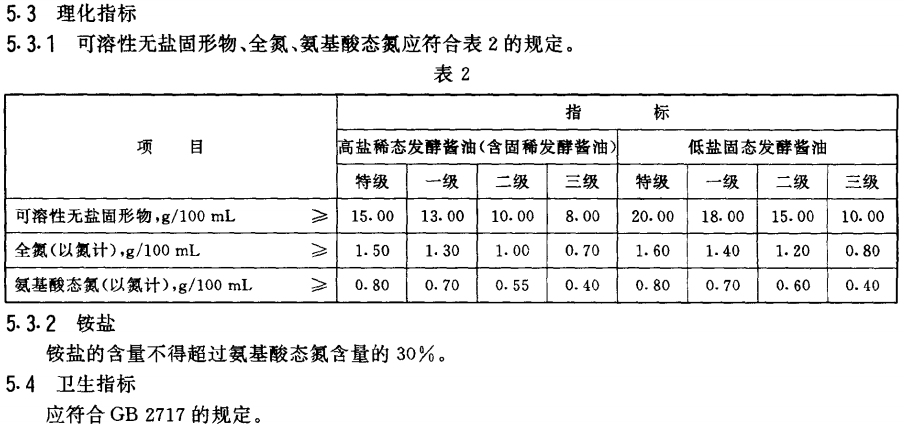 5.3 理化指标
5.3.1 可溶性无盐固形物、全氮、氨基酸态氮应符合表 2 的规定。
表 2
项 目
指 标
高盐稀态发酵酱油(含固稀发酵酱油) 低盐固态发酵酱油
特级 一级 二级 三级 特级 一级 二级 三级
可溶性无盐固形物,g/100 mL ≥ 15.00 13.00 10.00 8.00 20.00 18.00 15.00 10.00
全氮(以氮计),g/100 mL ≥ 1.50 1.30 1.00 0.70 1.60 1.40 1.20 0.80
氨基酸态氮(以氮计),g/100 mL ≥ 0.80 0.70 0.55 0.40 0.80 0.70 0.60 0.40
5.3.2 铵盐
铵盐的含量不得超过氨基酸态氮含量的 30%。
5.4 卫生指标
应符合 GB 2717 的规定。